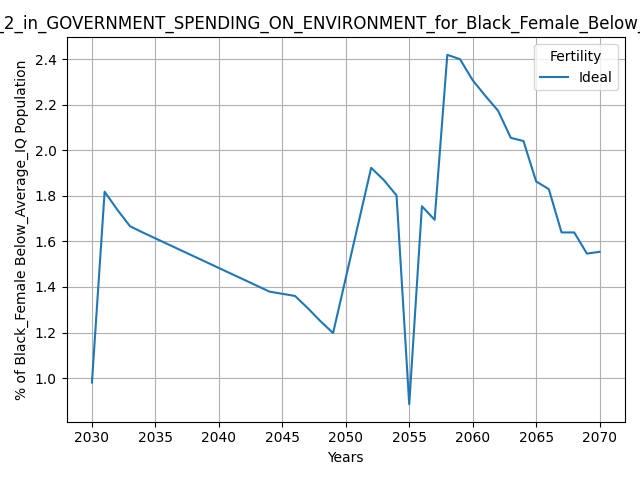 _2_in_GOVERNMENT_SPENDING_ON_ENVIRONMENT_for_Black_Female_Below_
Fertility
Ideal
% of Black_Female Below_Average_IQ Population
2.4
2.2
2.0
1.8
1.6
1.4
1.2
1.0
2030 2035 2040 2045 2050 2055 2060 2065 2070
Years